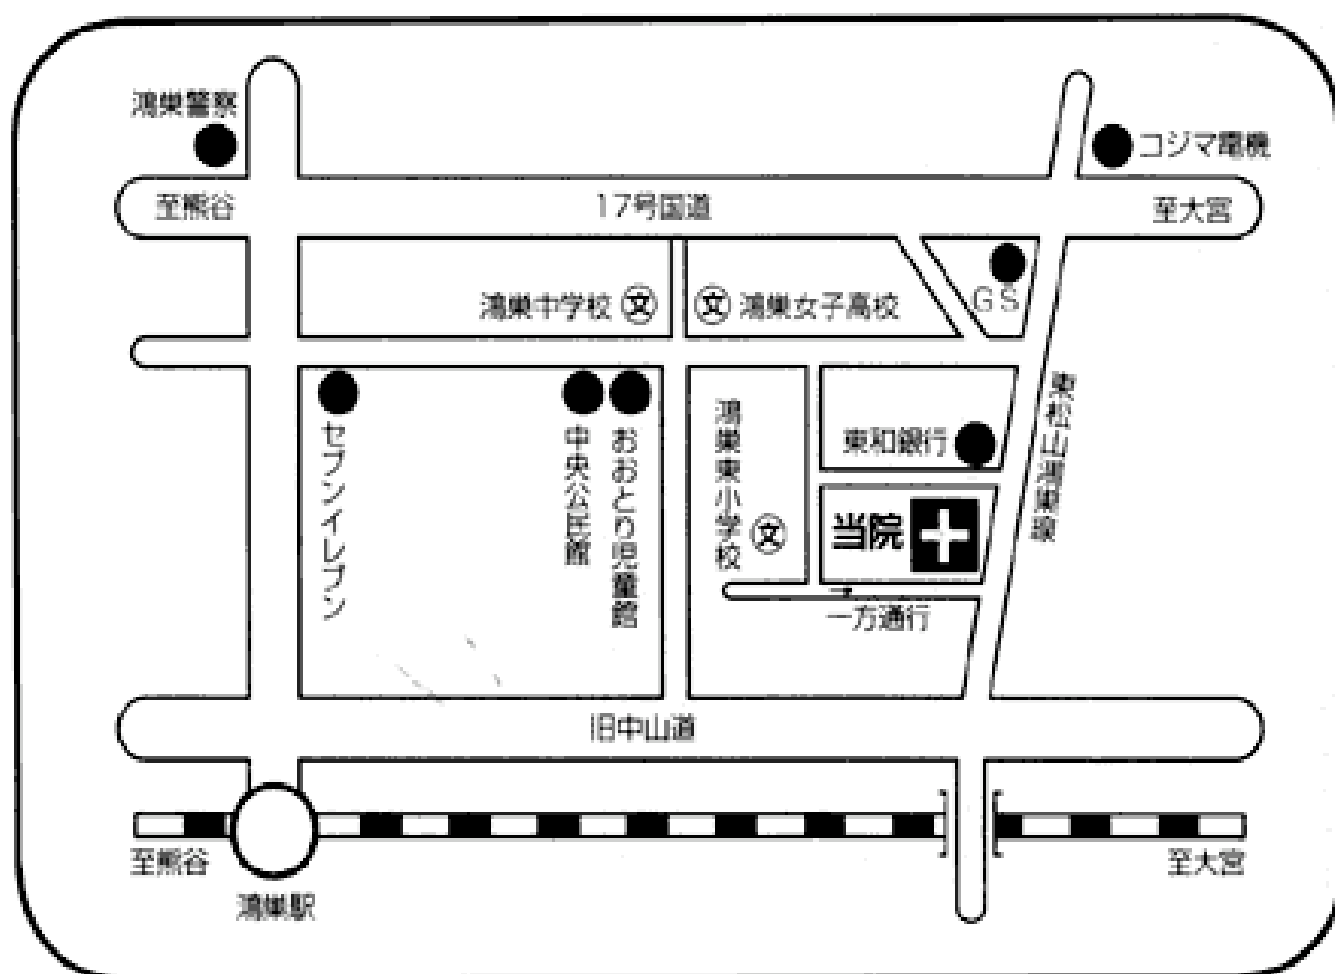 鴻巣警察
コジマ電機
至熊谷
17号国道
至大宮
鴻巣中学校
文
文
鴻巣女子高校
GS
セブンイレブン
中央公民館
おおとり児童館
鴻巣東小学校
文
東和銀行
東松山鴻巣線
当院
一方通行
旧中山道
至熊谷
至大宮
鴻巣駅